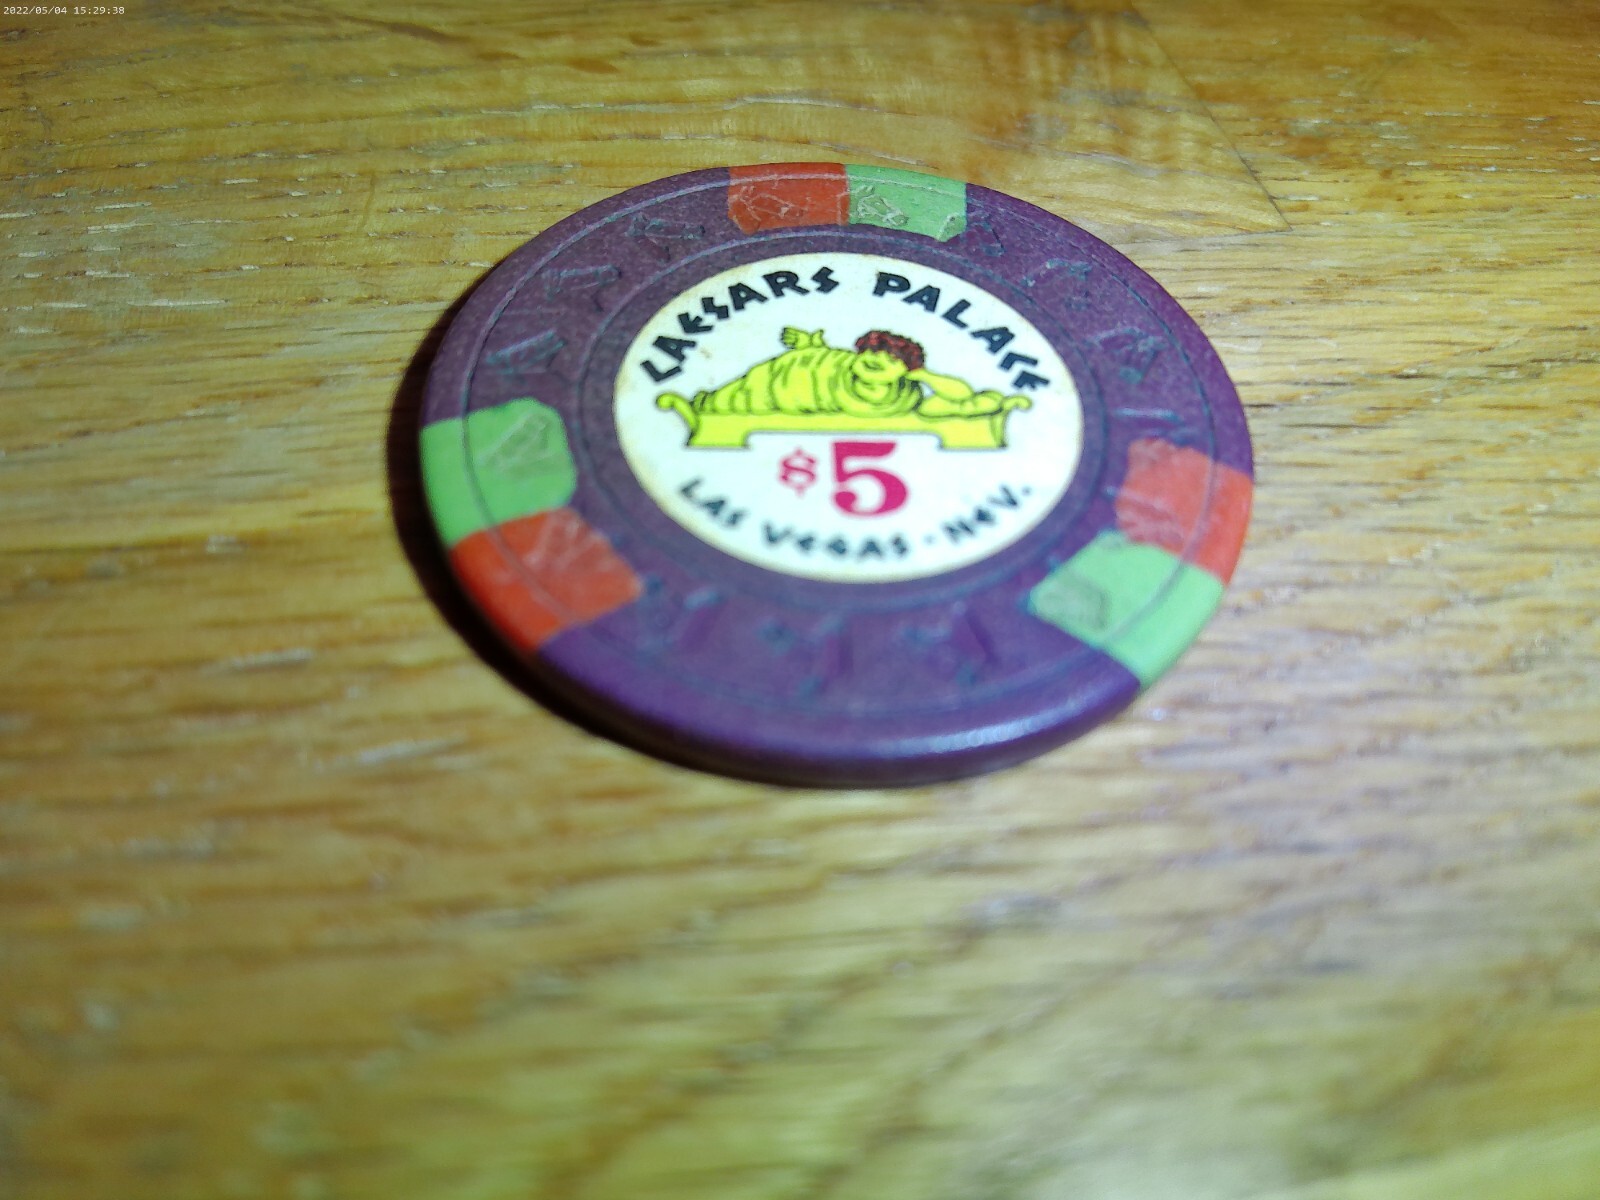 2022/05/04 15:29:38
CAESARS PALACE
$5
LAS VEGAS · NEV.